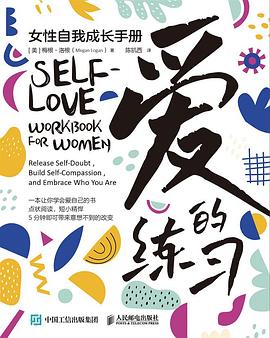 女性自我成长手册
[美]梅根·洛根(Megan Logan) 著 陈凯西 译
SELF-
LOVE
WORKBOOK
FOR WOMEN
爱
的
练习
Release Self-Doubt,
Build Self-Compassion,
and Embrace Who You Are
一本让你学会爱自己的书
点状阅读,短小精悍
5分钟即可带来意想不到的改变
中国工信出版集团
人民邮电出版社
POSTS & TELECOM PRESS